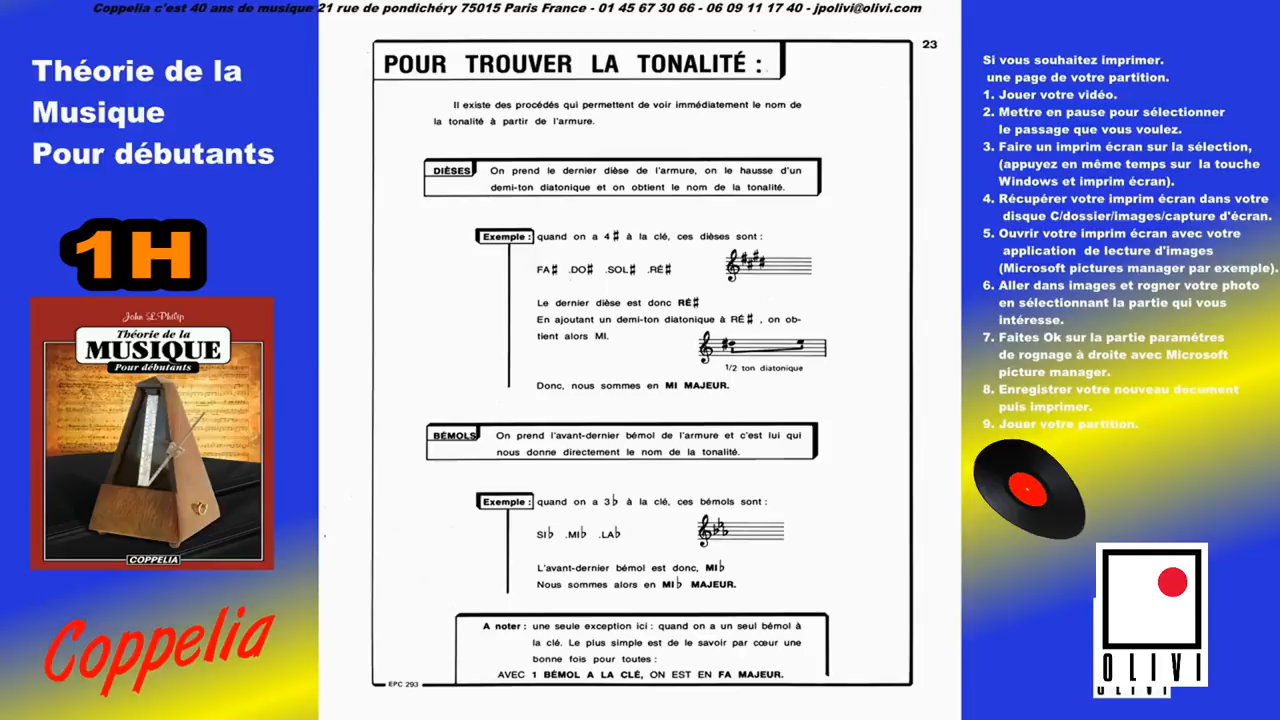 Coppelia c'est 40 ans de musique 21 rue de pondichéry 75015 Paris France - 01 45 67 30 66 - 06 09 11 17 40 - jpolivi@olivi.com
Théorie de la
Musique
Pour débutants
1H
John L. Philip
Théorie de la
MUSIQUE
Pour débutants
COPPELIA
Coppelia
23
POUR TROUVER LA TONALITÉ :
Il existe des procédés qui permettent de voir immédiatement le nom de
la tonalité à partir de l'armure.
DIÈSES
On prend le dernier dièse de l'armure, on le hausse d'un
demi-ton diatonique et on obtient le nom de la tonalité.
Exemple : quand on a 4 ♯ à la clé, ces dièses sont :
FA♯ .DO♯ .SOL♯ .RÉ♯
Le dernier dièse est donc RÉ♯
En ajoutant un demi-ton diatonique à RÉ♯ , on ob-
tient alors MI.
1/2 ton diatonique
Donc, nous sommes en MI MAJEUR.
BÉMOLS
On prend l'avant-dernier bémol de l'armure et c'est lui qui
nous donne directement le nom de la tonalité.
Exemple : quand on a 3♭ à la clé, ces bémols sont :
SI♭ .MI♭ .LA♭
L'avant-dernier bémol est donc, MI♭
Nous sommes alors en MI♭ MAJEUR.
A noter : une seule exception ici : quand on a un seul bémol à
la clé. Le plus simple est de le savoir par cœur une
bonne fois pour toutes :
AVEC 1 BÉMOL A LA CLÉ, ON EST EN FA MAJEUR.
EPC 293
Si vous souhaitez imprimer.
une page de votre partition.
1. Jouer votre vidéo.
2. Mettre en pause pour sélectionner
le passage que vous voulez.
3. Faire un imprim écran sur la sélection,
(appuyez en même temps sur la touche
Windows et imprim écran).
4. Récupérer votre imprim écran dans votre
disque C/dossier/images/capture d'écran.
5. Ouvrir votre imprim écran avec votre
application de lecture d'images
(Microsoft pictures manager par exemple).
6. Aller dans images et rogner votre photo
en sélectionnant la partie qui vous
intéresse.
7. Faites Ok sur la partie paramétres
de rognage à droite avec Microsoft
picture manager.
8. Enregistrer votre nouveau document
puis imprimer.
9. Jouer votre partition.
OLIVI
OLIVI